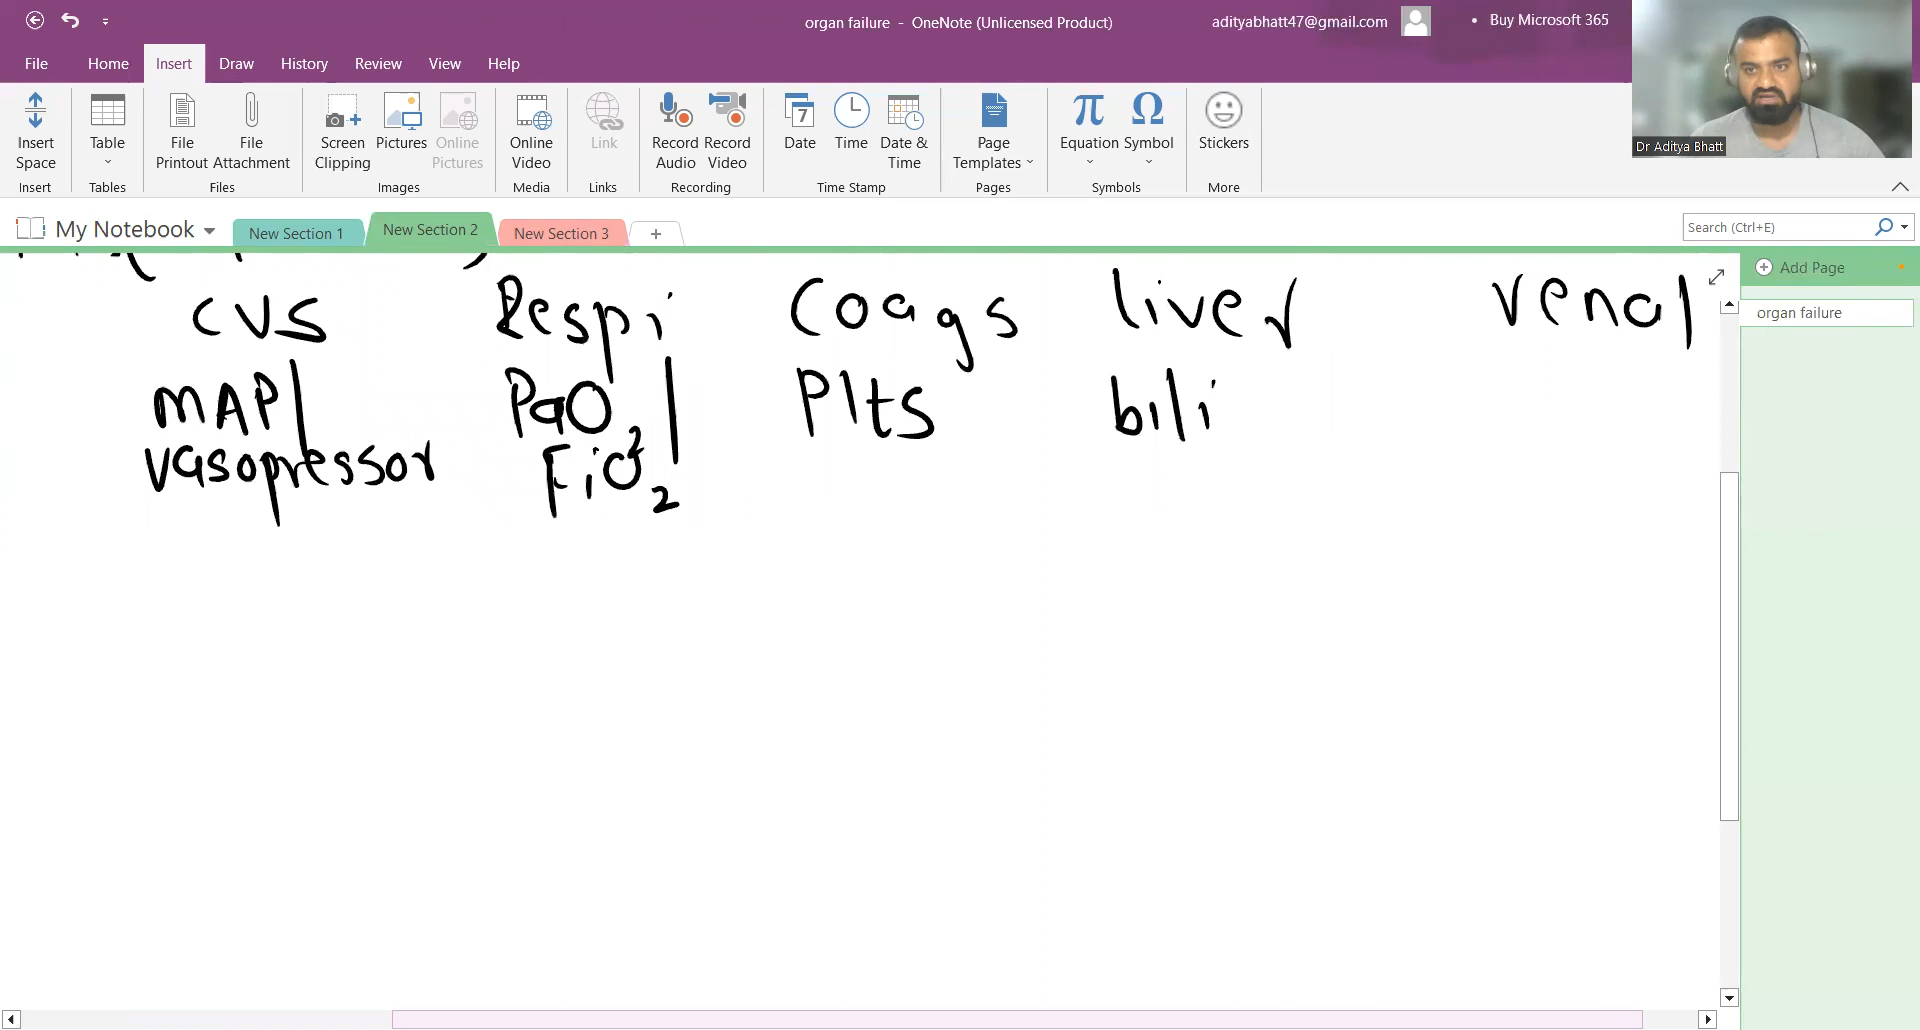 organ failure - OneNote (Unlicensed Product)
adityabhatt47@gmail.com
• Buy Microsoft 365
File Home Insert Draw History Review View Help
Insert Space
Table
File Printout
File Attachment
Screen Clipping
Pictures
Online Pictures
Online Video
Link
Record Audio
Record Video
7
Date
Time
Date & Time
Page Templates
π
Equation
Ω
Symbol
Stickers
Insert Tables Files Images Media Links Recording Time Stamp Pages Symbols More
Dr Aditya Bhatt
My Notebook
New Section 1
New Section 2
New Section 3
+
Search (Ctrl+E)
Add Page
organ failure
CVS Respi Coags liver renal
MAP| PaO2 | Plts bili
vasopressor FiO2